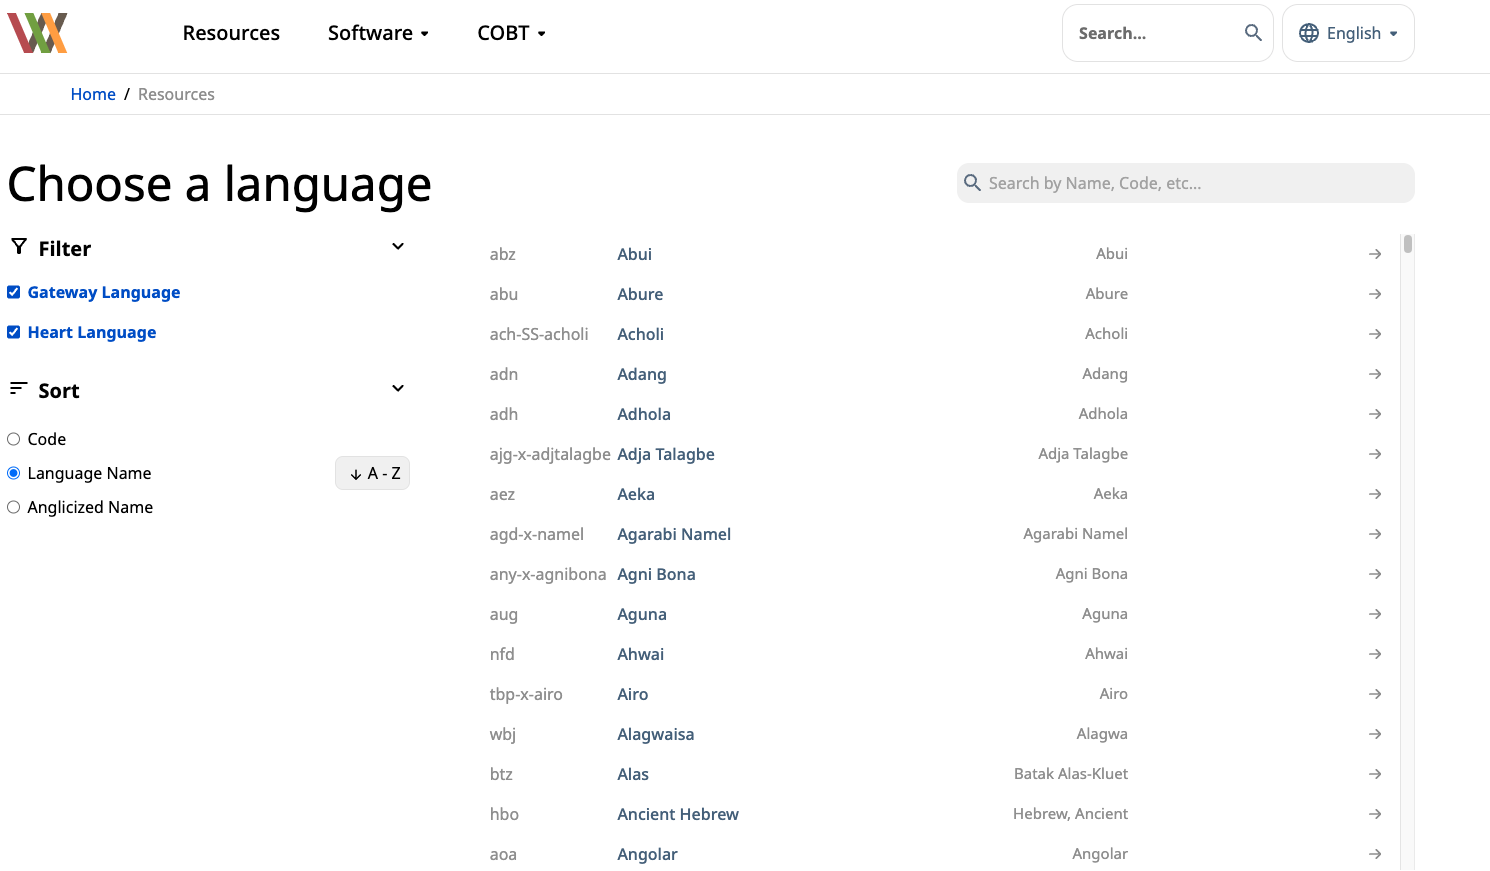 Resources Software COBT Search... English
Home / Resources
Choose a language
Search by Name, Code, etc...
Filter
Gateway Language
Heart Language
Sort
Code
Language Name ↓ A - Z
Anglicized Name
abz Abui Abui →
abu Abure Abure →
ach-SS-acholi Acholi Acholi →
adn Adang Adang →
adh Adhola Adhola →
ajg-x-adjtalagbe Adja Talagbe Adja Talagbe →
aez Aeka Aeka →
agd-x-namel Agarabi Namel Agarabi Namel →
any-x-agnibona Agni Bona Agni Bona →
aug Aguna Aguna →
nfd Ahwai Ahwai →
tbp-x-airo Airo Airo →
wbj Alagwaisa Alagwa →
btz Alas Batak Alas-Kluet →
hbo Ancient Hebrew Hebrew, Ancient →
aoa Angolar Angolar →